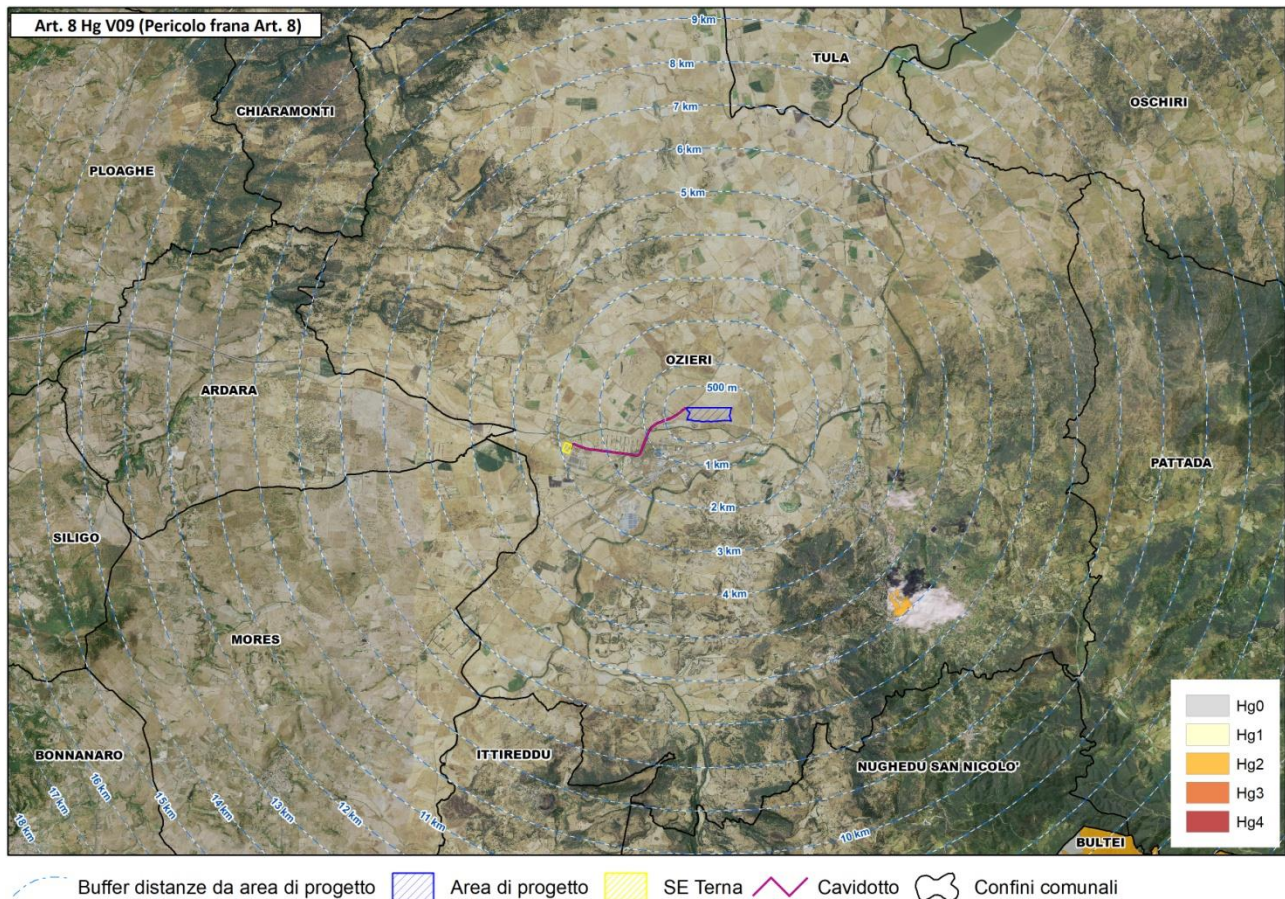 Art. 8 Hg V09 (Pericolo frana Art. 8)
9 km
TULA
8 km
OSCHIRI
CHIARAMONTI
7 km
6 km
PLOAGHE
5 km
OZIERI
ARDARA
500 m
PATTADA
1 km
2 km
SILIGO
3 km
4 km
MORES
BONNANARO
ITTIREDDU
NUGHEDU SAN NICOLO'
16 km
17 km
15 km
14 km
13 km
12 km
11 km
18 km
10 km
BULTEI
Hg0
Hg1
Hg2
Hg3
Hg4
Buffer distanze da area di progetto
Area di progetto
SE Terna
Cavidotto
Confini comunali